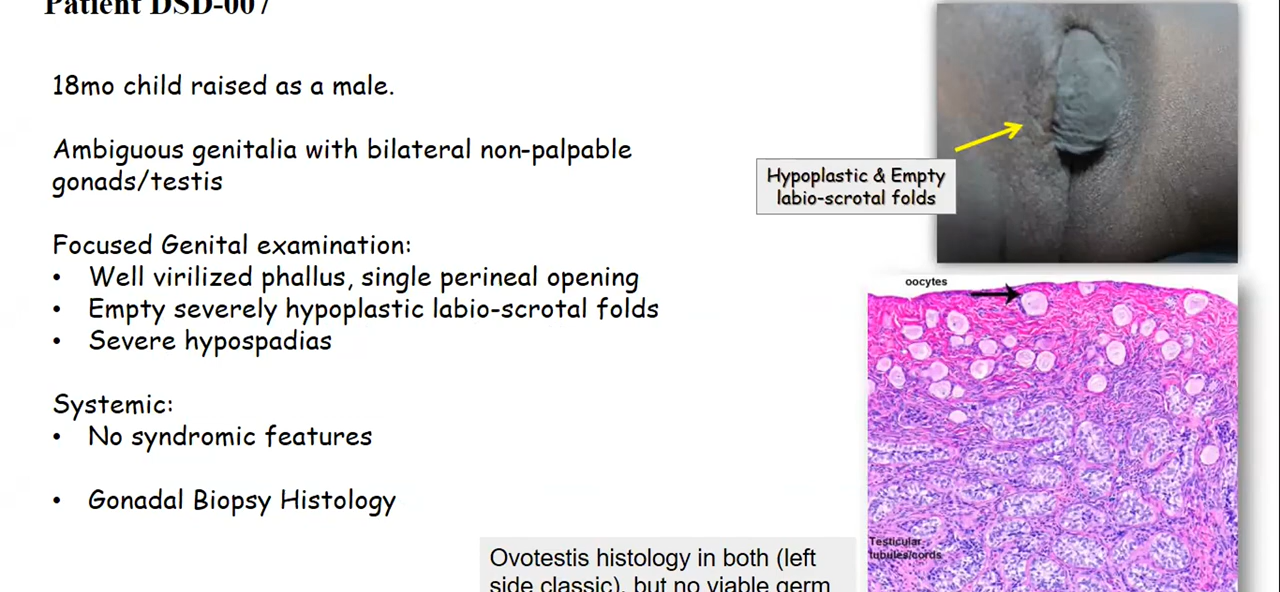 Patient DSD-007
18mo child raised as a male.
Ambiguous genitalia with bilateral non-palpable
gonads/testis
Focused Genital examination:
• Well virilized phallus, single perineal opening
• Empty severely hypoplastic labio-scrotal folds
• Severe hypospadias
Systemic:
• No syndromic features
• Gonadal Biopsy Histology
Hypoplastic & Empty
labio-scrotal folds
oocytes
Testicular
tubules/cords
Ovotestis histology in both (left
side classic), but no viable germ